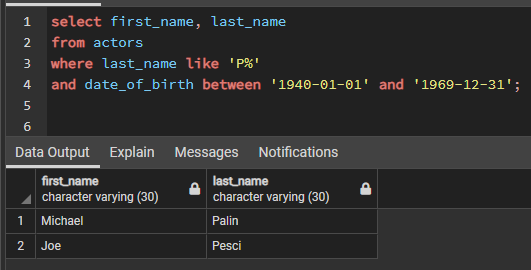 1 select first_name, last_name
2 from actors
3 where last_name like 'P%'
4 and date_of_birth between '1940-01-01' and '1969-12-31';
5
6
Data Output Explain Messages Notifications
first_name last_name
character varying (30) character varying (30)
1 Michael Palin
2 Joe Pesci